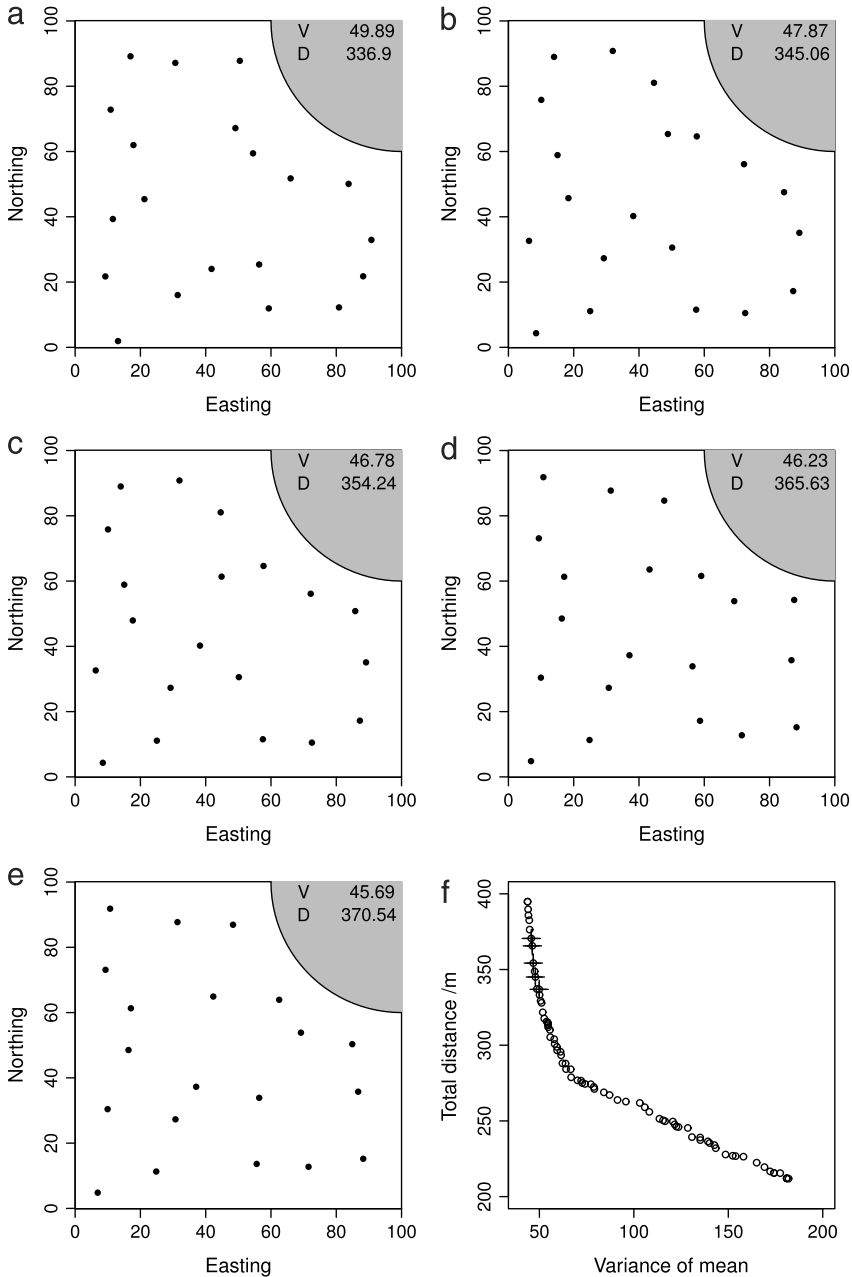 a
V 49.89
D 336.9
100
80
60
40
20
0
Northing
0 20 40 60 80 100
Easting
b
V 47.87
D 345.06
100
80
60
40
20
0
Northing
0 20 40 60 80 100
Easting
c
V 46.78
D 354.24
100
80
60
40
20
0
Northing
0 20 40 60 80 100
Easting
d
V 46.23
D 365.63
100
80
60
40
20
0
Northing
0 20 40 60 80 100
Easting
e
V 45.69
D 370.54
100
80
60
40
20
0
Northing
0 20 40 60 80 100
Easting
f
400
350
300
250
200
Total distance /m
50 100 150 200
Variance of mean